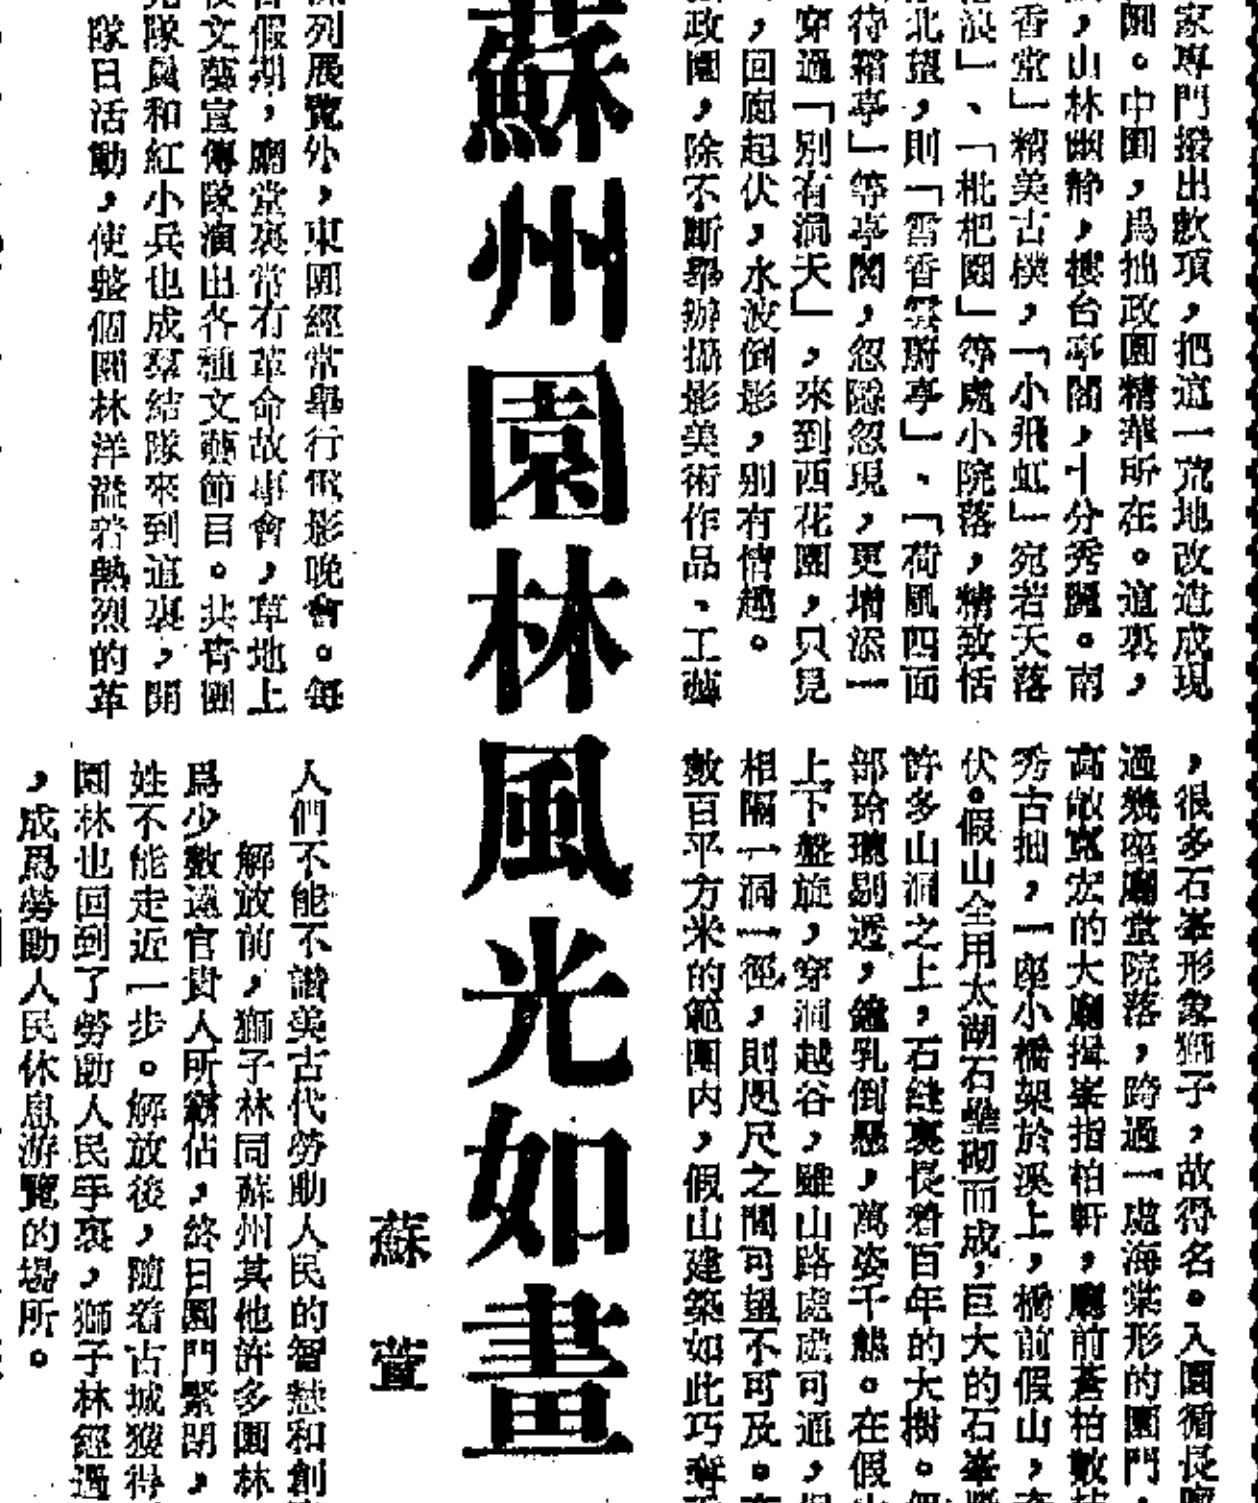 家專門撥出款項，把這一荒地改造成現
園。中園，爲拙政園精華所在。這裏，
，山林幽静，樓台亭閣，十分秀麗。南
香堂」精美古樸，「小飛虹」宛若天落
浪」、「枇杷園」等處小院落，精致恬
北望，則「雪香雲蔚亭」、「荷風四面
待霜亭」等亭閣，忽隱忽現，更增添一
穿過「別有洞天」，來到西花園，只見
，回廊起伏，水波倒影，別有情趣。
政園，除不斷舉辦攝影美術作品、工藝
蘇州園林風光如畫
蘇萱
列展覽外，東園經常舉行電影晚會。每
假期，廳堂裏常有革命故事會，草地上
文藝宣傳隊演出各種文藝節目。共青團
隊員和紅小兵也成羣結隊來到這裏，開
隊日活動，使整個園林洋溢着熱烈的革
，很多石峯形象獅子，故得名。入園循長
過幾座廳堂院落，跨過一處海棠形的園門，
高敞寬宏的大廳揖峯指柏軒，廳前蒼柏數
秀古拙，一座小橋架於溪上，橋前假山，
伏。假山全用太湖石壘砌而成，巨大的石峯
許多山洞之上，石縫裏長着百年的大樹。
部玲瓏剔透，鐘乳倒懸，萬姿千態。在假
上下盤旋，穿洞越谷，雖山路處處可通，
相隔一洞一徑，則咫尺之間可望不可及。
數百平方米的範圍内，假山建築如此巧奪
人們不能不讚美古代勞動人民的智慧和創
解放前，獅子林同蘇州其他許多園林
爲少數達官貴人所霸佔，終日園門緊閉，
姓不能走近一步。解放後，隨着古城獲得
園林也回到了勞動人民手裏，獅子林經過
，成爲勞動人民休息游覽的場所。